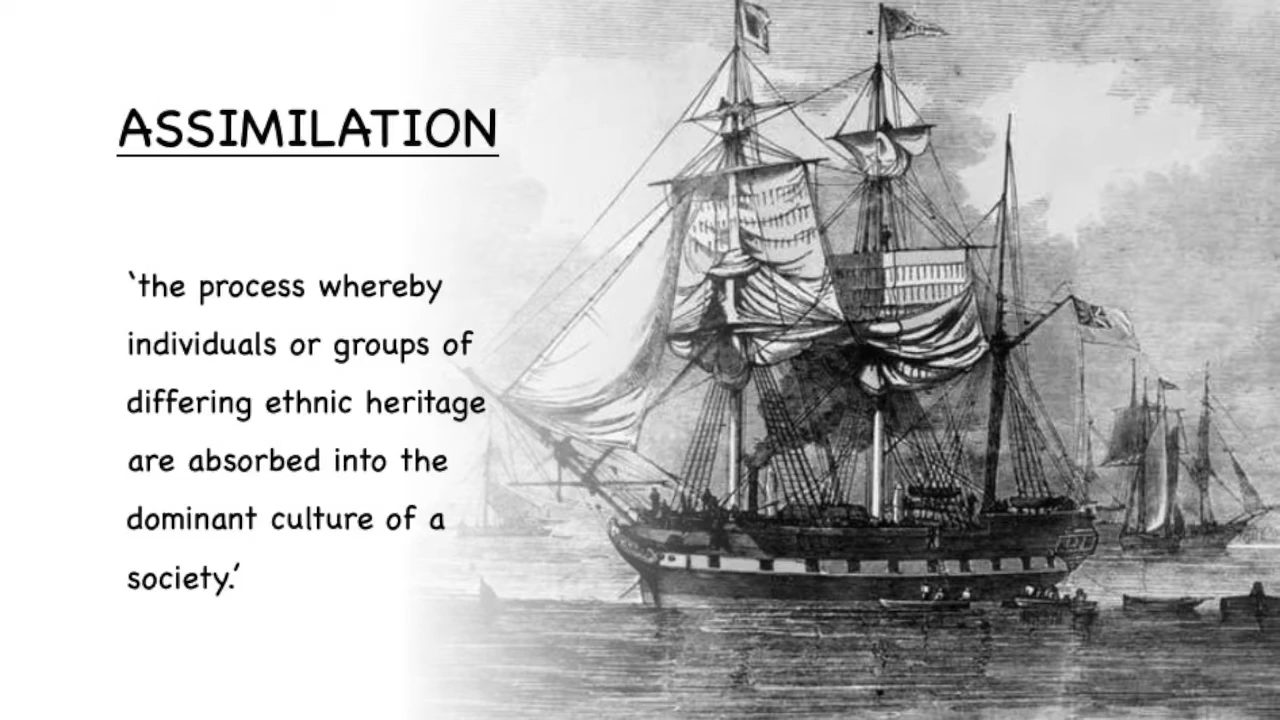 ASSIMILATION
‘the process whereby
individuals or groups of
differing ethnic heritage
are absorbed into the
dominant culture of a
society.’